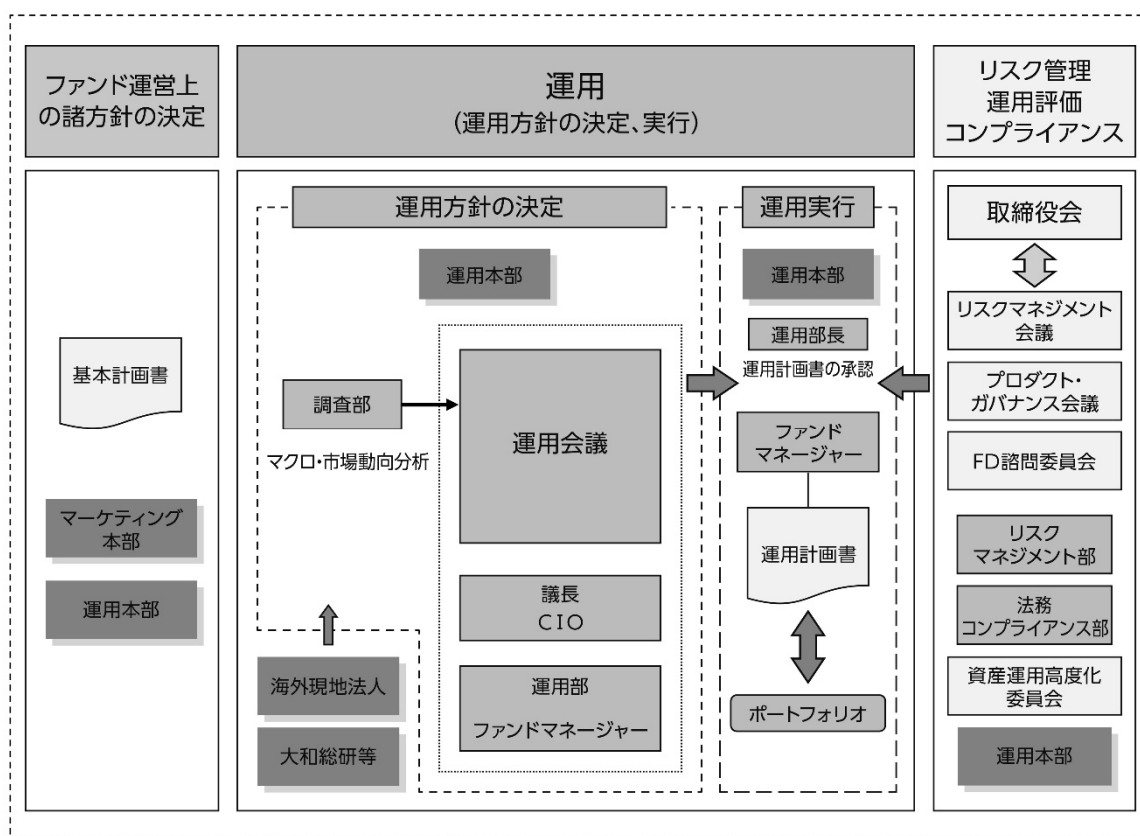 ファンド運営上
の諸方針の決定
運用
(運用方針の決定、実行)
リスク管理
運用評価
コンプライアンス
基本計画書
マーケティング
本部
運用本部
運用方針の決定
運用本部
調査部
マクロ・市場動向分析
運用会議
議長
CIO
運用部
ファンドマネージャー
海外現地法人
大和総研等
運用実行
運用本部
運用部長
運用計画書の承認
ファンド
マネージャー
運用計画書
ポートフォリオ
取締役会
リスクマネジメント
会議
プロダクト・
ガバナンス会議
FD諮問委員会
リスク
マネジメント部
法務
コンプライアンス部
資産運用高度化
委員会
運用本部